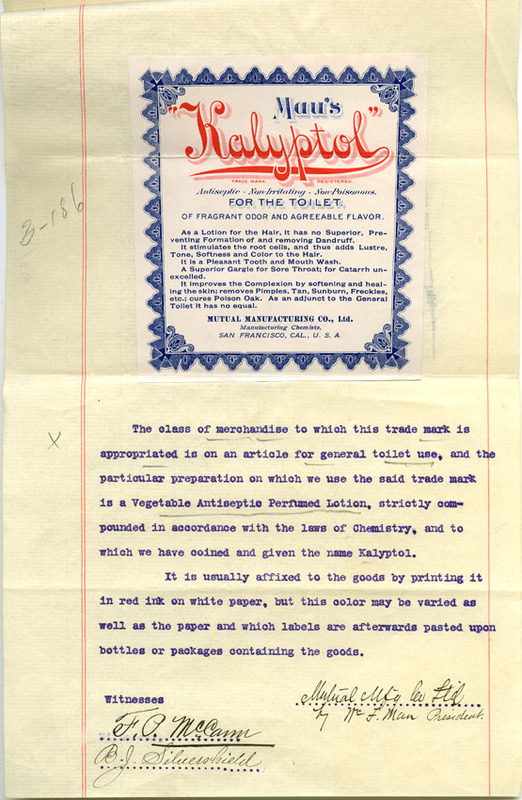 Mau's
"Kalyptol"
TRADE MARK REGISTERED.
Antiseptic - Non-Irritating - Non-Poisonous.
FOR THE TOILET.
OF FRAGRANT ODOR AND AGREEABLE FLAVOR.
As a Lotion for the Hair, it has no Superior, Pre-
venting Formation of and removing Dandruff.
It stimulates the root cells, and thus adds Lustre,
Tone, Softness and Color to the Hair.
It is a Pleasant Tooth and Mouth Wash.
A Superior Gargle for Sore Throat; for Catarrh un-
excelled.
It improves the Complexion by softening and heal-
ing the skin; removes Pimples, Tan, Sunburn, Freckles,
etc.; cures Poison Oak. As an adjunct to the General
Toilet it has no equal.
MUTUAL MANUFACTURING CO., Ltd.
Manufacturing Chemists,
SAN FRANCISCO, CAL., U. S. A.
3-186
X
The class of merchandise to which this trade mark is
appropriated is on an article for general toilet use, and the
particular preparation on which we use the said trade mark
is a Vegetable Antiseptic Perfumed Lotion, strictly com-
pounded in accordance with the laws of Chemistry, and to
which we have coined and given the name Kalyptol.
It is usually affixed to the goods by printing it
in red ink on white paper, but this color may be varied as
well as the paper and which labels are afterwards pasted upon
bottles or packages containing the goods.
Witnesses
Mutual Mfg Co Ltd
by Wm F. Mau President.
F. P. McCann
B. J. Silvershield